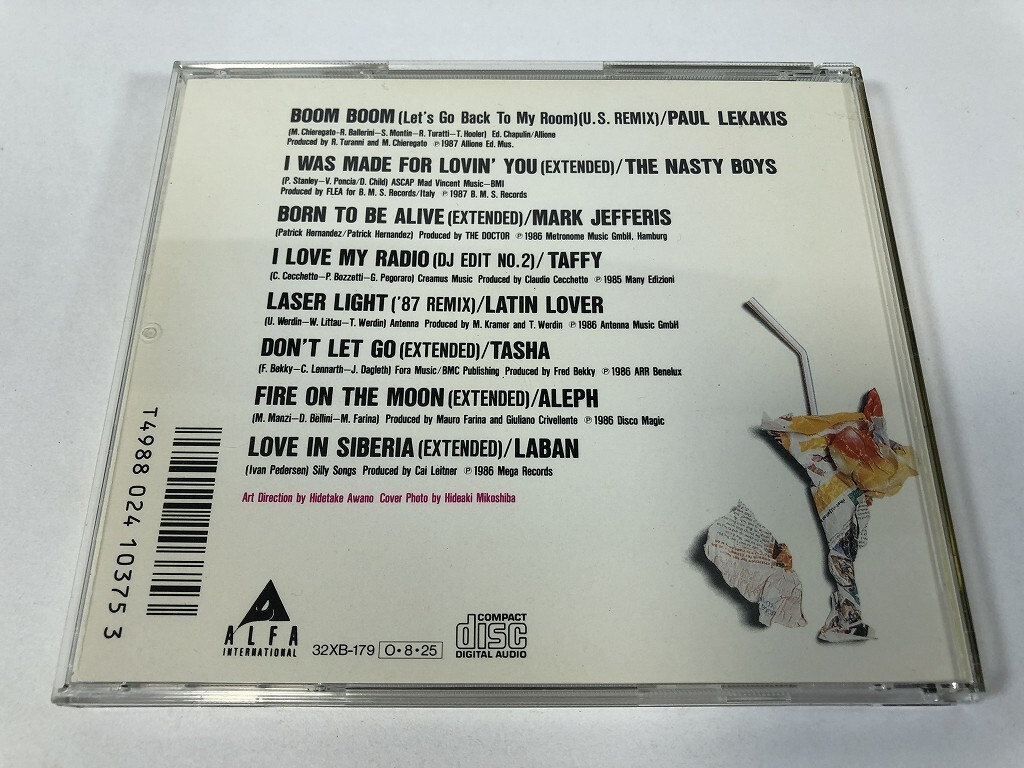 BOOM BOOM (Let's Go Back To My Room)(U.S. REMIX)/PAUL LEKAKIS
(M. Chieregato-R. Ballerini-S. Montin-R. Turatti-T. Hooler) Ed. Chapulin/Allione
Produced by R. Turanni and M. Chieregato ℗1987 Allione Ed. Mus.
I WAS MADE FOR LOVIN' YOU (EXTENDED)/THE NASTY BOYS
(P. Stanley-V. Poncia/D. Child) ASCAP Mad Vincent Music-BMI
Produced by FLEA for B. M. S. Records/Italy ℗1987 B. M. S. Records
BORN TO BE ALIVE (EXTENDED)/MARK JEFFERIS
(Patrick Hernandez/Patrick Hernandez) Produced by THE DOCTOR ℗1986 Metronome Music GmbH, Hamburg
I LOVE MY RADIO (DJ EDIT NO.2)/TAFFY
(C. Cecchetto-P. Bozzetti-G. Pegoraro) Creamus Music Produced by Claudio Cecchetto ℗1985 Many Edizioni
LASER LIGHT ('87 REMIX)/LATIN LOVER
(U. Werdin-W. Littau-T. Werdin) Antenna Produced by M. Kramer and T. Werdin ℗1986 Antenna Music GmbH
DON'T LET GO (EXTENDED)/TASHA
(F. Bekky-C. Lennarth-J. Dagleth) Fora Music/BMC Publishing Produced by Fred Bekky ℗1986 ARR Benelux
FIRE ON THE MOON (EXTENDED)/ALEPH
(M. Manzi-D. Bellini-M. Farina) Produced by Mauro Farina and Giuliano Crivellente ℗1986 Disco Magic
LOVE IN SIBERIA (EXTENDED)/LABAN
(Ivan Pedersen) Silly Songs Produced by Cai Leitner ℗1986 Mega Records
Art Direction by Hidetake Awano Cover Photo by Hideaki Mikoshiba
T4988 024 10375 3
ALFA
INTERNATIONAL
32XB-179 O・8・25
COMPACT
disc
DIGITAL AUDIO